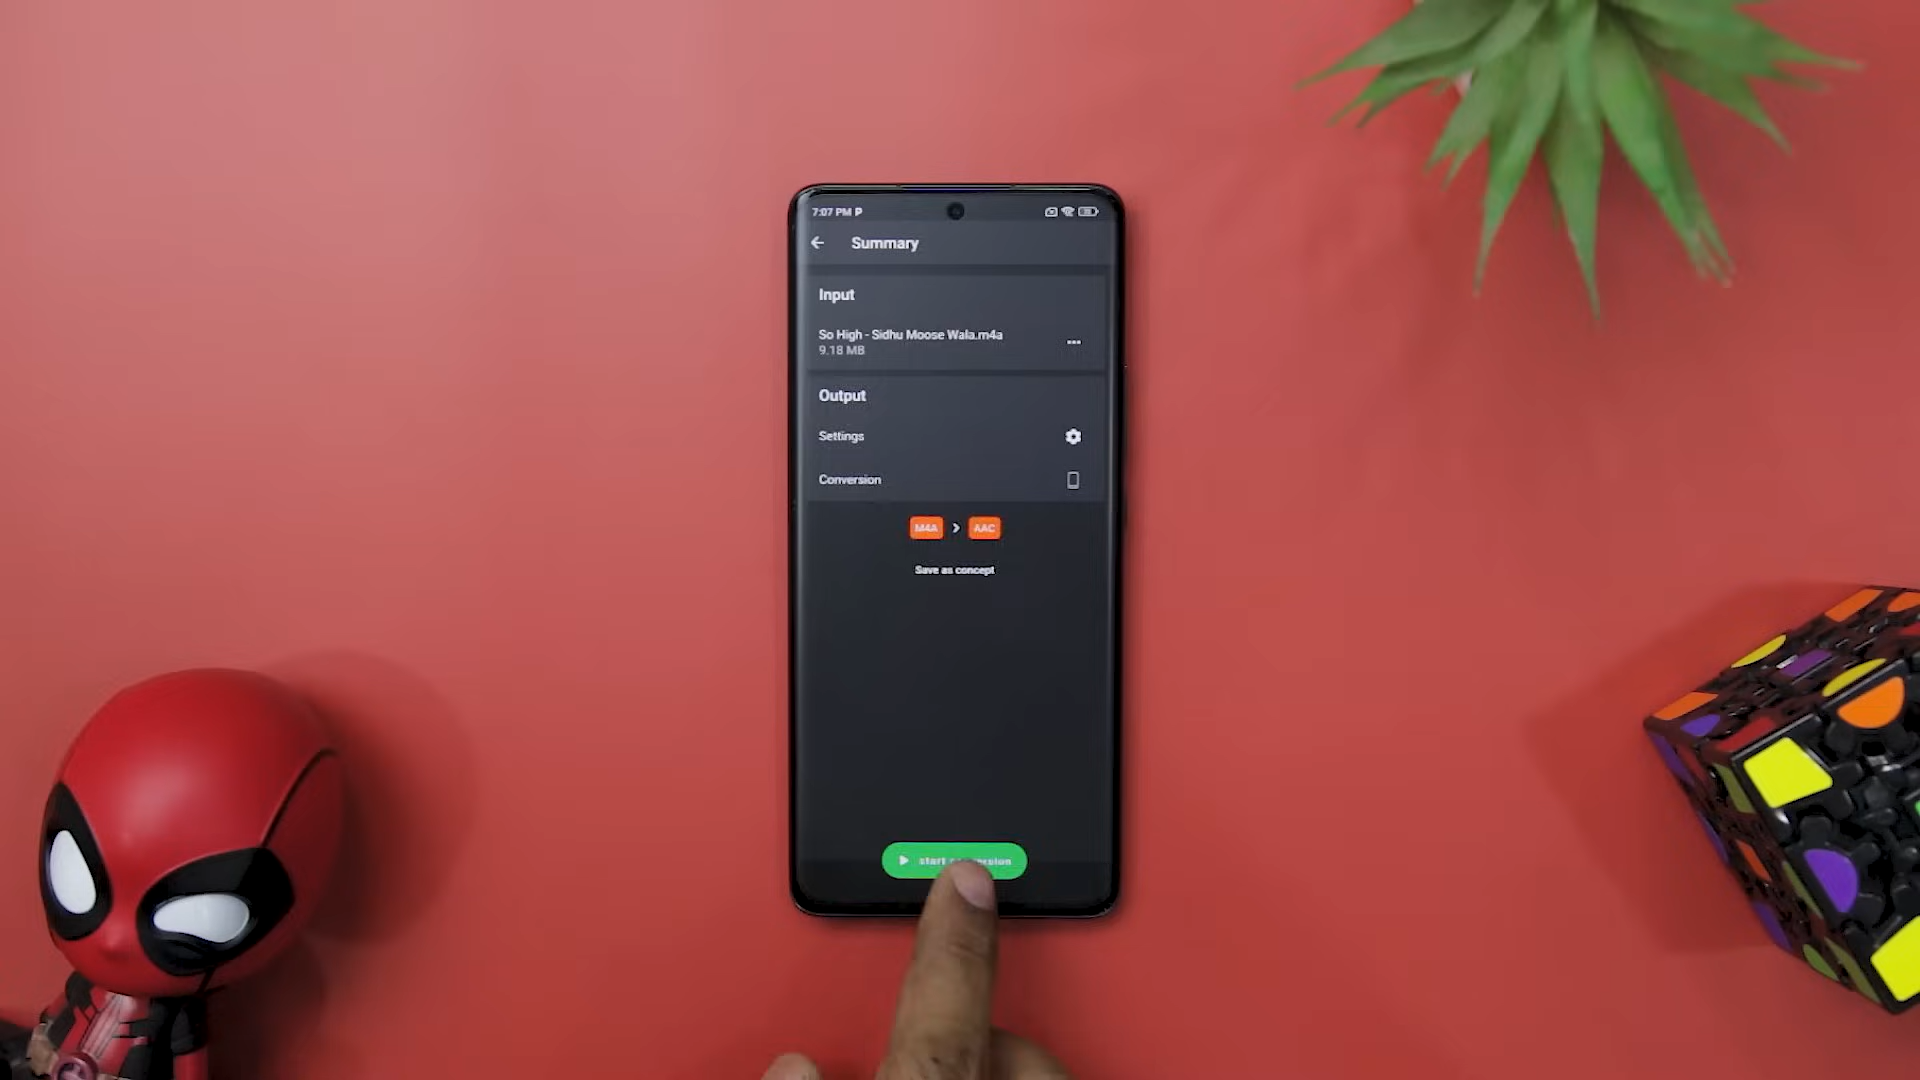 7:07 PM P
Summary
Input
So High - Sidhu Moose Wala.m4a
9.18 MB
Output
Settings
Conversion
M4A > AAC
Save as concept
start